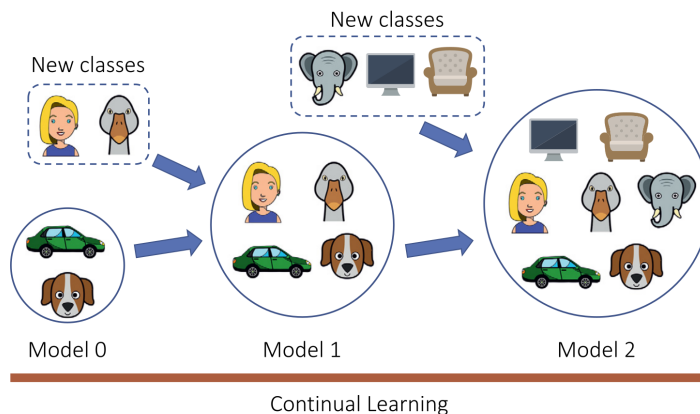 New classes
New classes
Model 0
Model 1
Model 2
Continual Learning